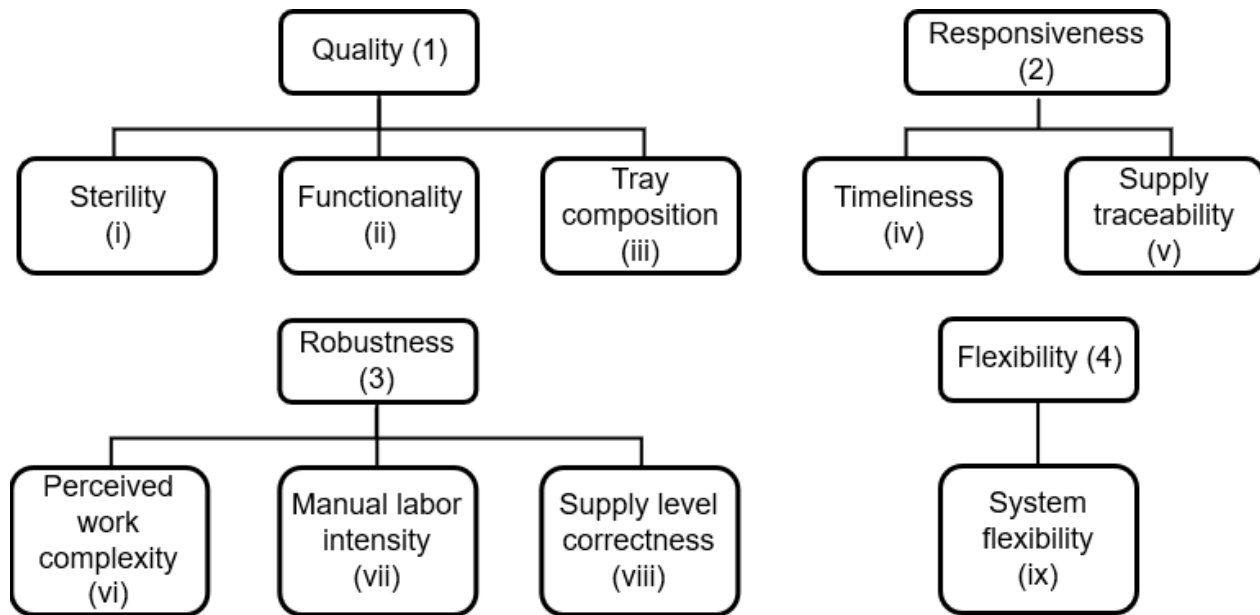 Quality (1)
Responsiveness
(2)
Sterility
(i)
Functionality
(ii)
Tray
composition
(iii)
Timeliness
(iv)
Supply
traceability
(v)
Robustness
(3)
Flexibility (4)
Perceived
work
complexity
(vi)
Manual labor
intensity
(vii)
Supply level
correctness
(viii)
System
flexibility
(ix)